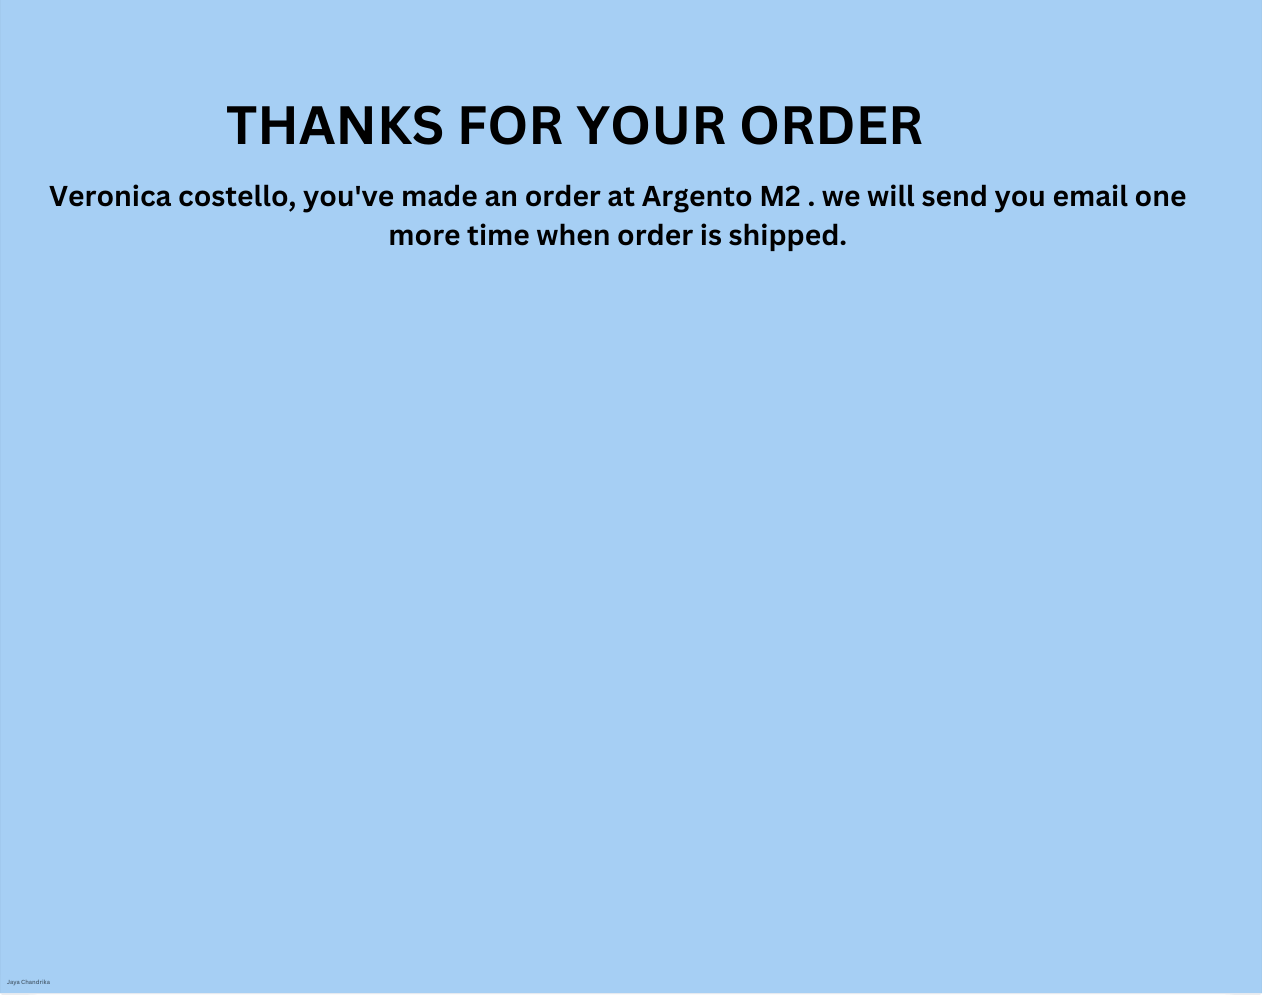 THANKS FOR YOUR ORDER
Veronica costello, you've made an order at Argento M2 . we will send you email one
more time when order is shipped.
Jaya Chandrika